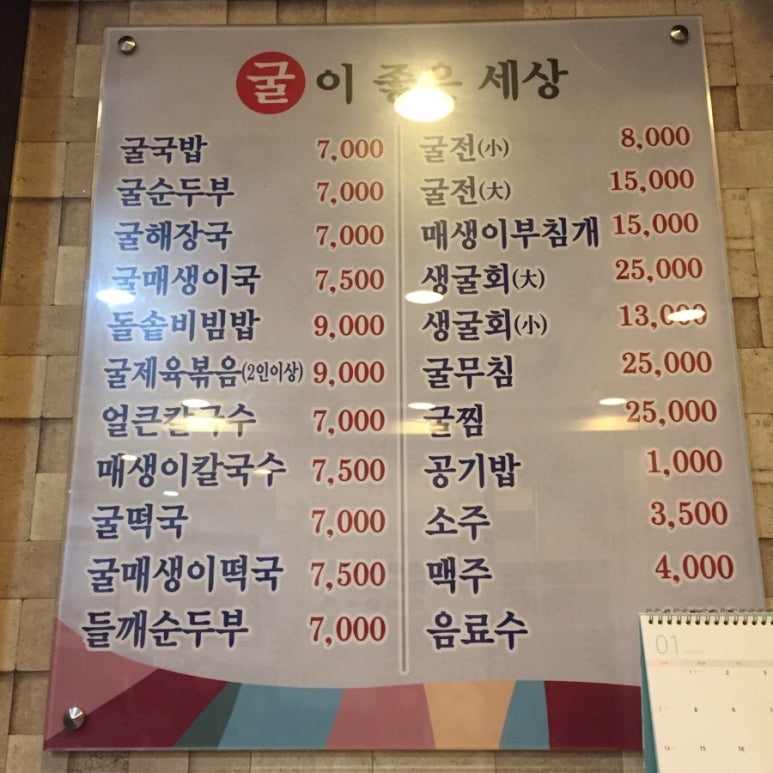 굴이 좋은 세상
굴국밥 7,000
굴순두부 7,000
굴해장국 7,000
굴매생이국 7,500
돌솥비빔밥 9,000
굴제육볶음(2인이상) 9,000
얼큰칼국수 7,000
매생이칼국수 7,500
굴떡국 7,000
굴매생이떡국 7,500
들깨순두부 7,000
굴전(小) 8,000
굴전(大) 15,000
매생이부침개 15,000
생굴회(大) 25,000
생굴회(小) 13,000
굴무침 25,000
굴찜 25,000
공기밥 1,000
소주 3,500
맥주 4,000
음료수
01